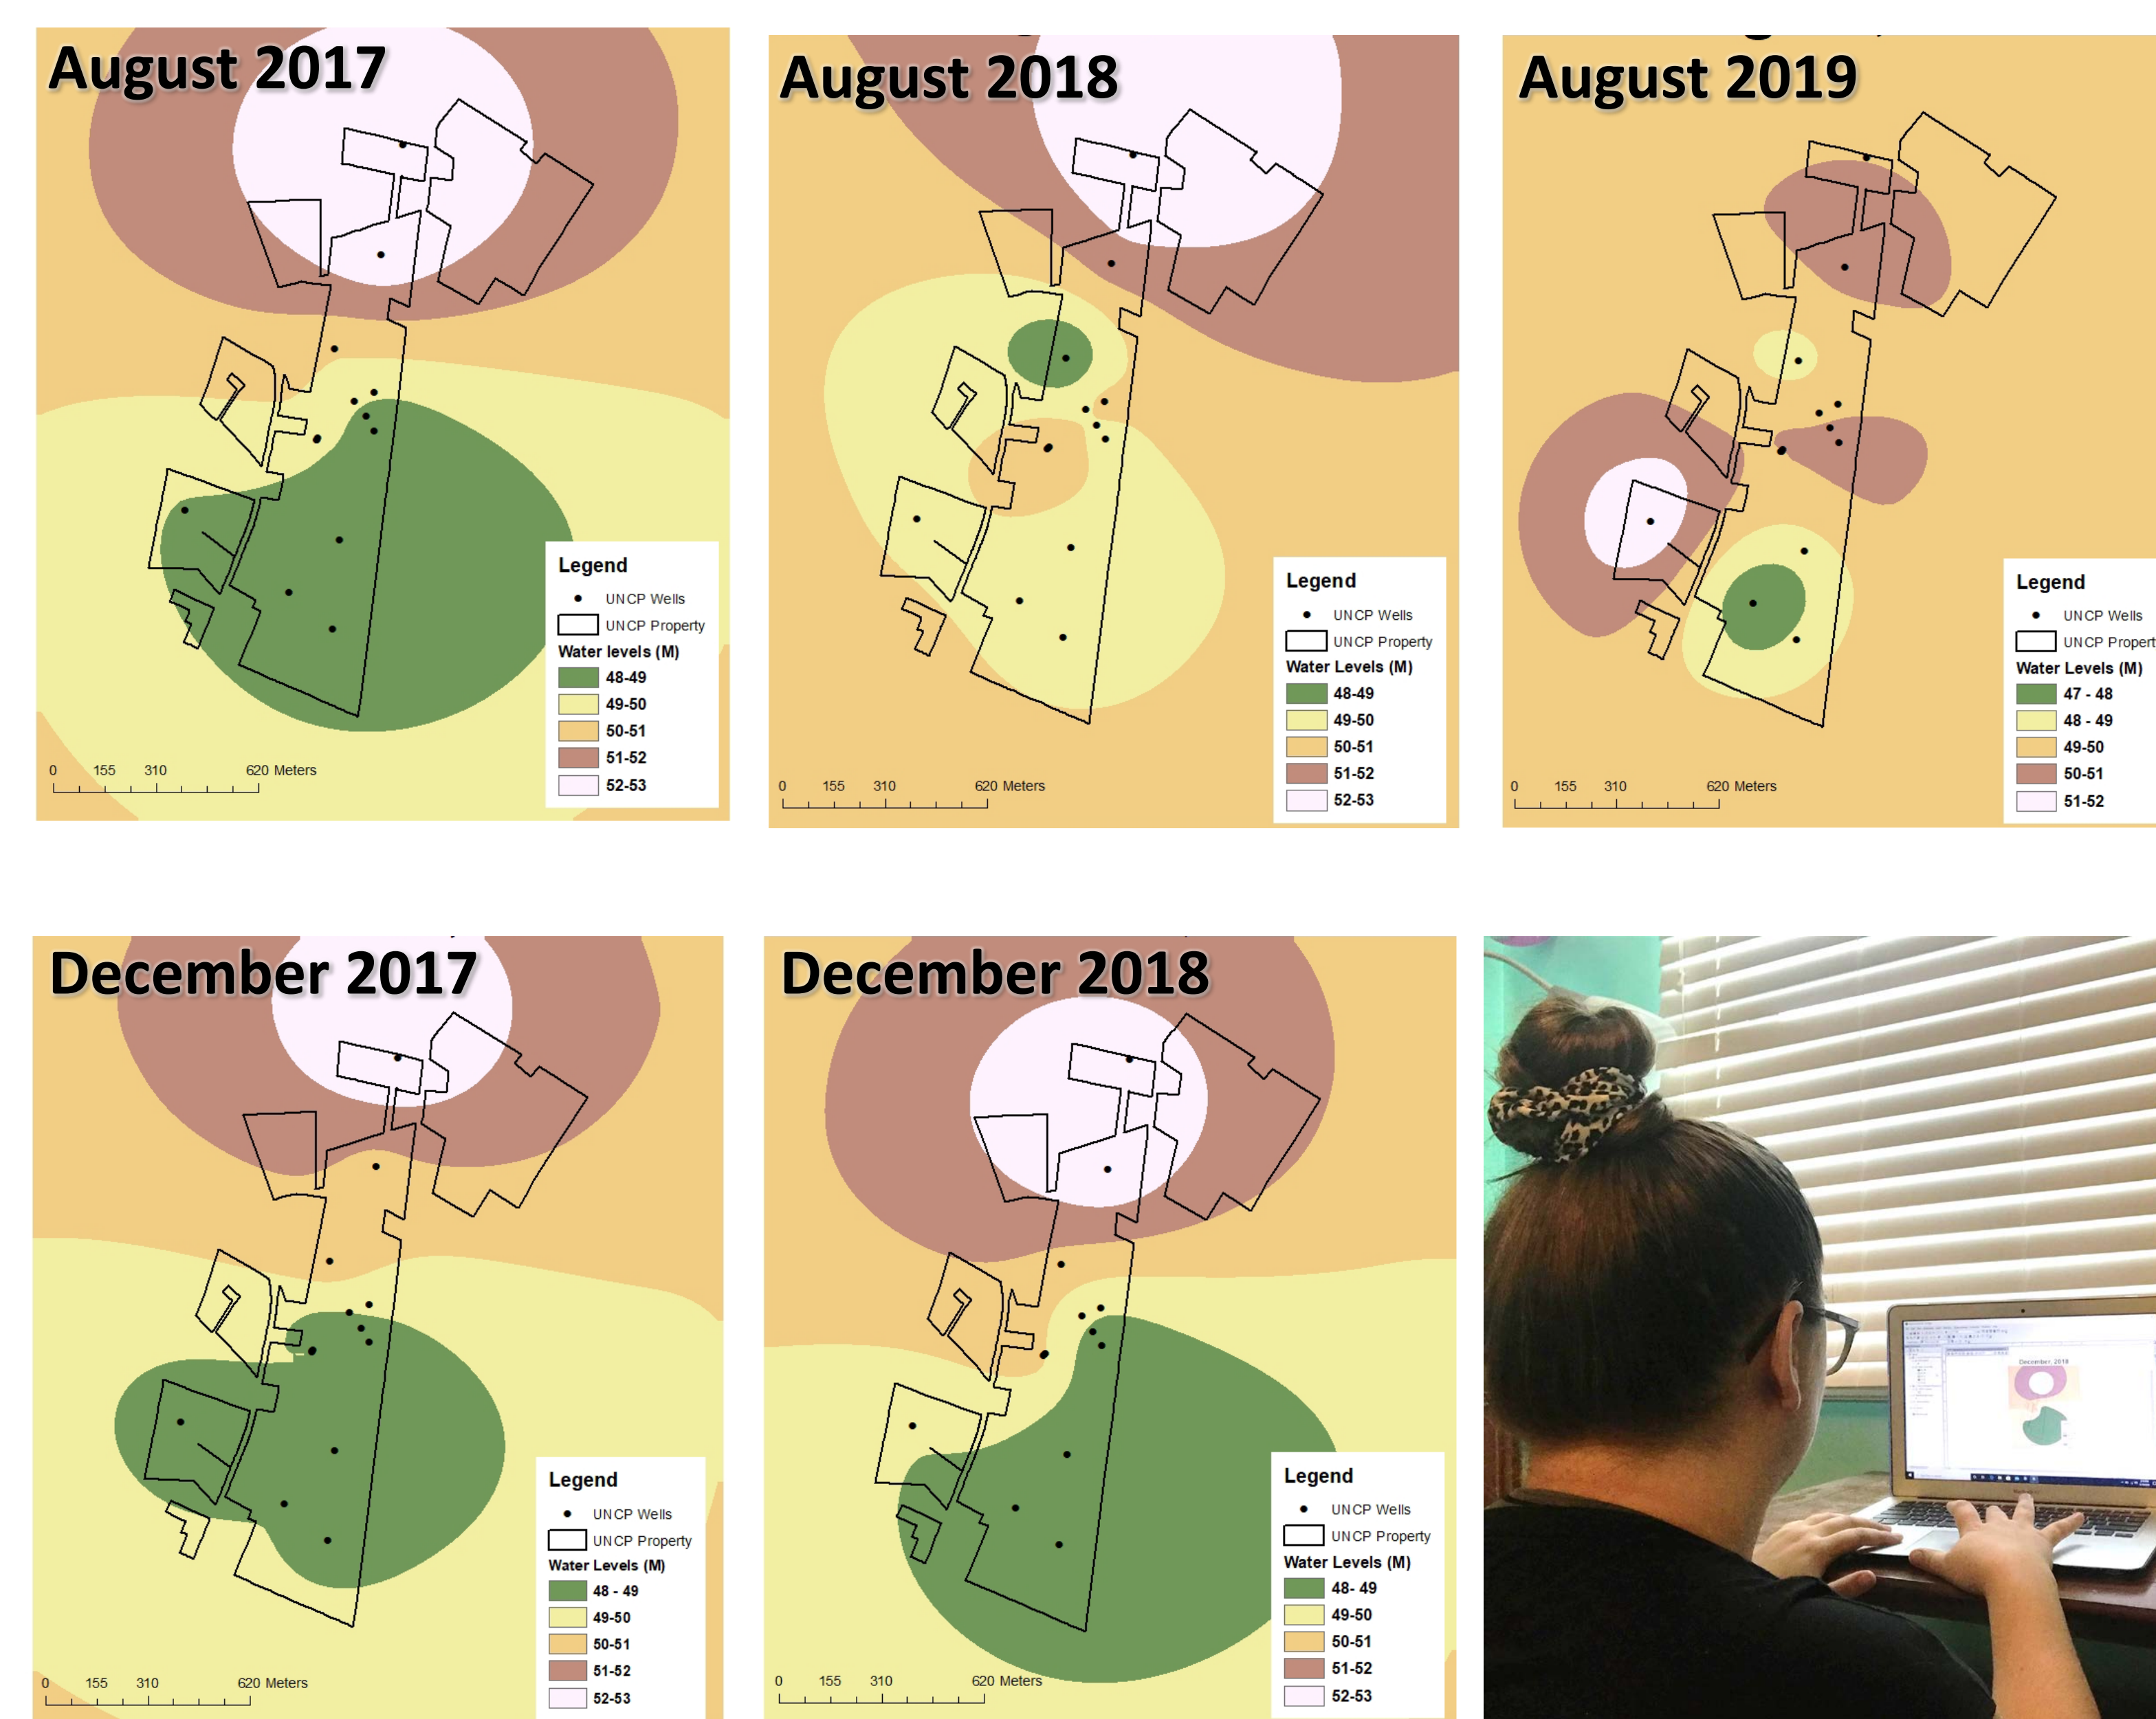 August 2017
Legend
UNCP Wells
UNCP Property
Water levels (M)
48-49
49-50
50-51
51-52
52-53
0 155 310 620 Meters
August 2018
Legend
UNCP Wells
UNCP Property
Water Levels (M)
48-49
49-50
50-51
51-52
52-53
0 155 310 620 Meters
August 2019
Legend
UNCP Wells
UNCP Propert
Water Levels (M)
47 - 48
48 - 49
49-50
50-51
51-52
0 155 310 620 Meters
December 2017
Legend
UNCP Wells
UNCP Property
Water Levels (M)
48 - 49
49-50
50-51
51-52
52-53
0 155 310 620 Meters
December 2018
Legend
UNCP Wells
UNCP Property
Water Levels (M)
48- 49
49-50
50-51
51-52
52-53
0 155 310 620 Meters
December, 2018